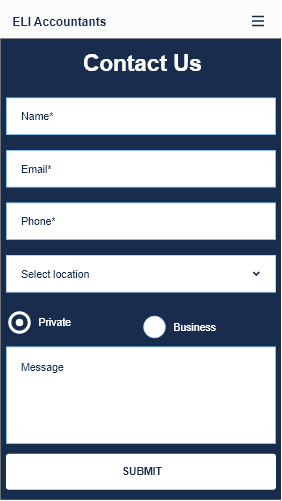 ELI Accountants
Contact Us
Name*
Email*
Phone*
Select location
Private
Business
Message
SUBMIT